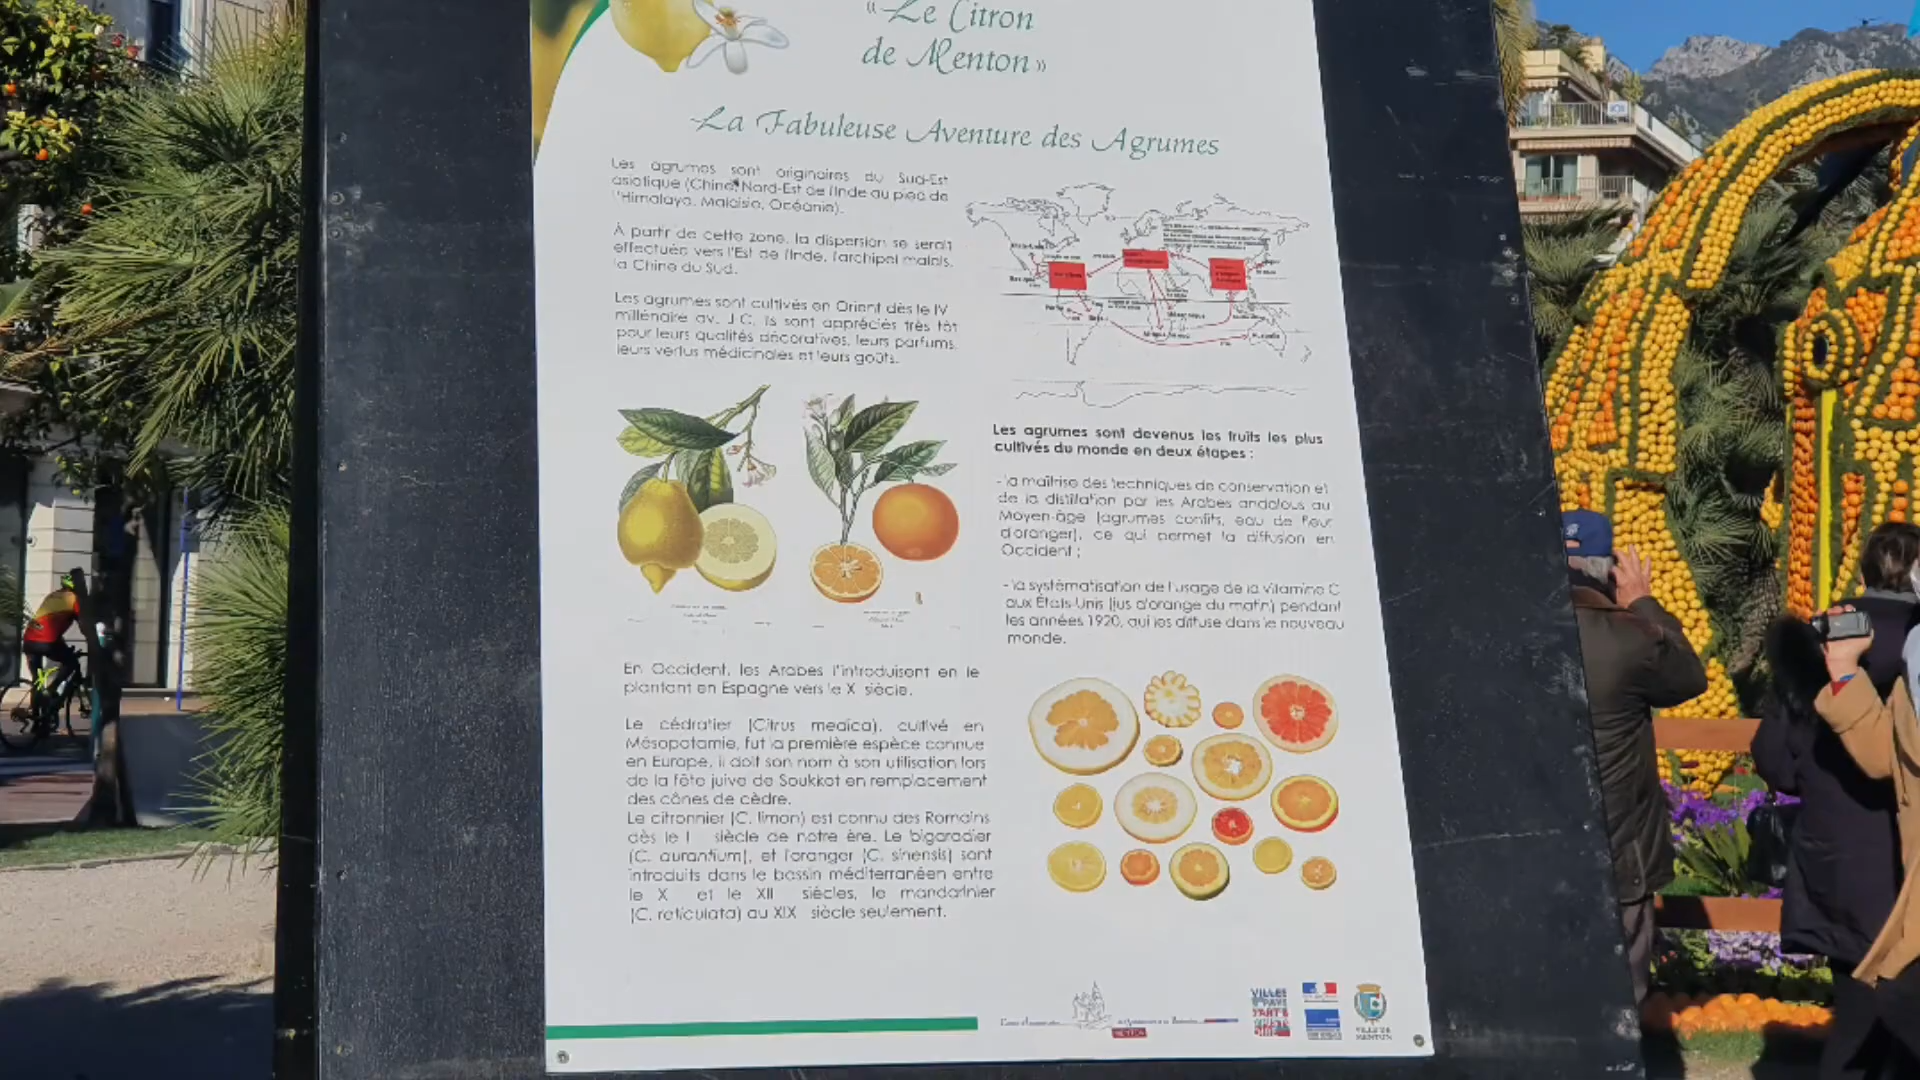 « Le Citron
de Menton »
La Fabuleuse Aventure des Agrumes
Les agrumes sont originaires du Sud-Est
asiatique (Chine, Nord-Est de l'Inde au pied de
l'Himalaya, Malaisie, Océanie).
À partir de cette zone, la dispersion se serait
effectuée vers l'Est de l'Inde, l'archipel malais,
la Chine du Sud.
Les agrumes sont cultivés en Orient dès le IV
millénaire av. J.C. Ils sont appréciés très tôt
pour leurs qualités décoratives, leurs parfums,
leurs vertus médicinales et leurs goûts.
En Occident, les Arabes l'introduisent en le
plantant en Espagne vers le X siècle.
Le cédratier (Citrus medica), cultivé en
Mésopotamie, fut la première espèce connue
en Europe, il doit son nom à son utilisation lors
de la fête juive de Soukkot en remplacement
des cônes de cèdre.
Le citronnier (C. limon) est connu des Romains
dès le I siècle de notre ère. Le bigaradier
(C. aurantium), et l'oranger (C. sinensis) sont
introduits dans le bassin méditerranéen entre
le X et le XII siècles, le mandarinier
(C. reticulata) au XIX siècle seulement.
Les agrumes sont devenus les fruits les plus
cultivés du monde en deux étapes :
- la maîtrise des techniques de conservation et
de la distillation par les Arabes andalous au
Moyen-âge (agrumes confits, eau de fleur
d'oranger), ce qui permet la diffusion en
Occident ;
- la systématisation de l'usage de la vitamine C
aux États-Unis (jus d'orange du matin) pendant
les années 1920, qui les diffuse dans le nouveau
monde.
MENTON
VILLES
VILLE DE
MENTON